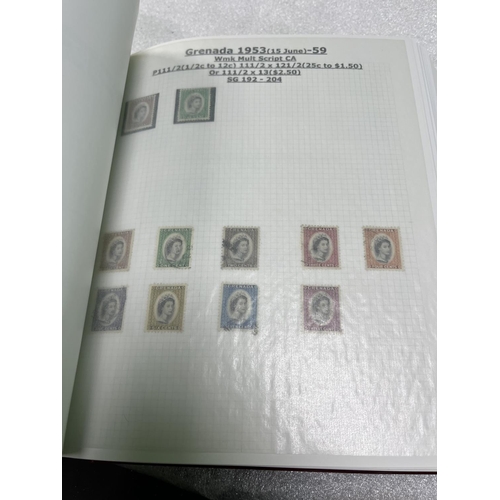 Grenada 1953(15 June)-59
Wmk Mult Script CA
P111/2(1/2c to 12c) 111/2 x 121/2(25c to $1.50)
Or 111/2 x 13($2.50)
SG 192 - 204